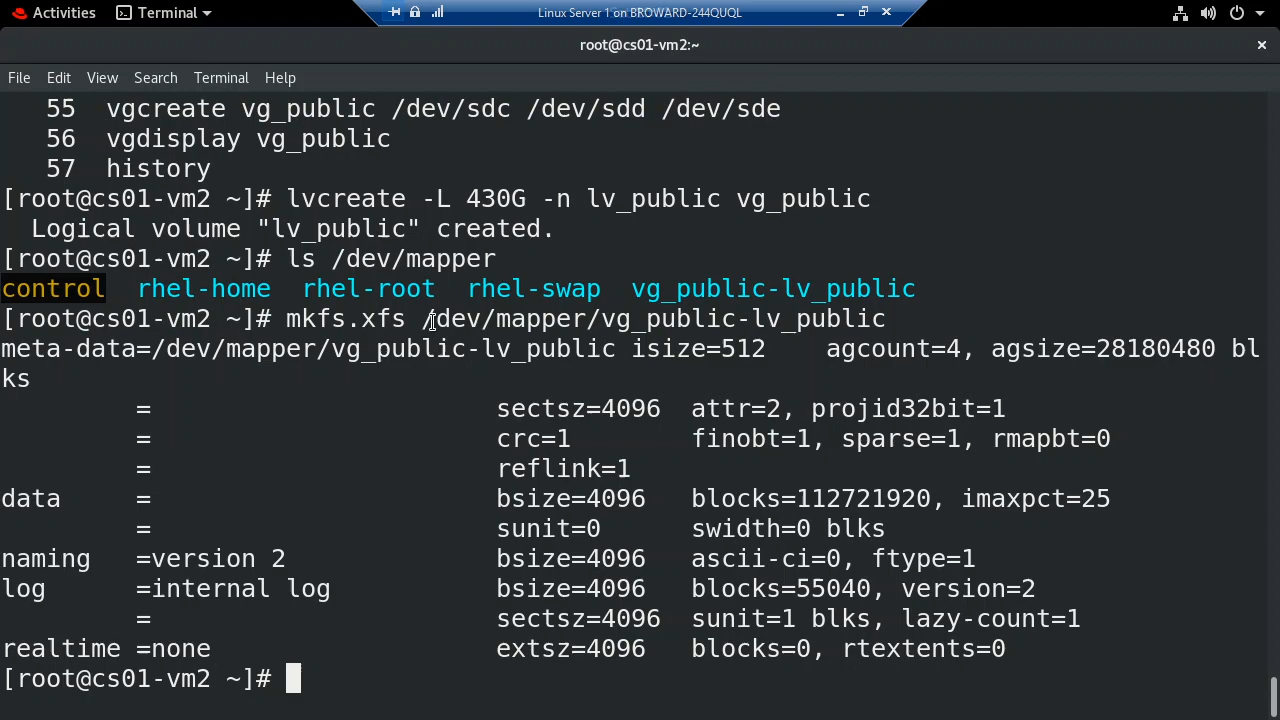 Activities Terminal Linux Server 1 on BROWARD-244QUQL
root@cs01-vm2:~
File Edit View Search Terminal Help
55 vgcreate vg_public /dev/sdc /dev/sdd /dev/sde
56 vgdisplay vg_public
57 history
[root@cs01-vm2 ~]# lvcreate -L 430G -n lv_public vg_public
Logical volume "lv_public" created.
[root@cs01-vm2 ~]# ls /dev/mapper
control rhel-home rhel-root rhel-swap vg_public-lv_public
[root@cs01-vm2 ~]# mkfs.xfs /dev/mapper/vg_public-lv_public
meta-data=/dev/mapper/vg_public-lv_public isize=512 agcount=4, agsize=28180480 bl
ks
= sectsz=4096 attr=2, projid32bit=1
= crc=1 finobt=1, sparse=1, rmapbt=0
= reflink=1
data = bsize=4096 blocks=112721920, imaxpct=25
= sunit=0 swidth=0 blks
naming =version 2 bsize=4096 ascii-ci=0, ftype=1
log =internal log bsize=4096 blocks=55040, version=2
= sectsz=4096 sunit=1 blks, lazy-count=1
realtime =none extsz=4096 blocks=0, rtextents=0
[root@cs01-vm2 ~]#